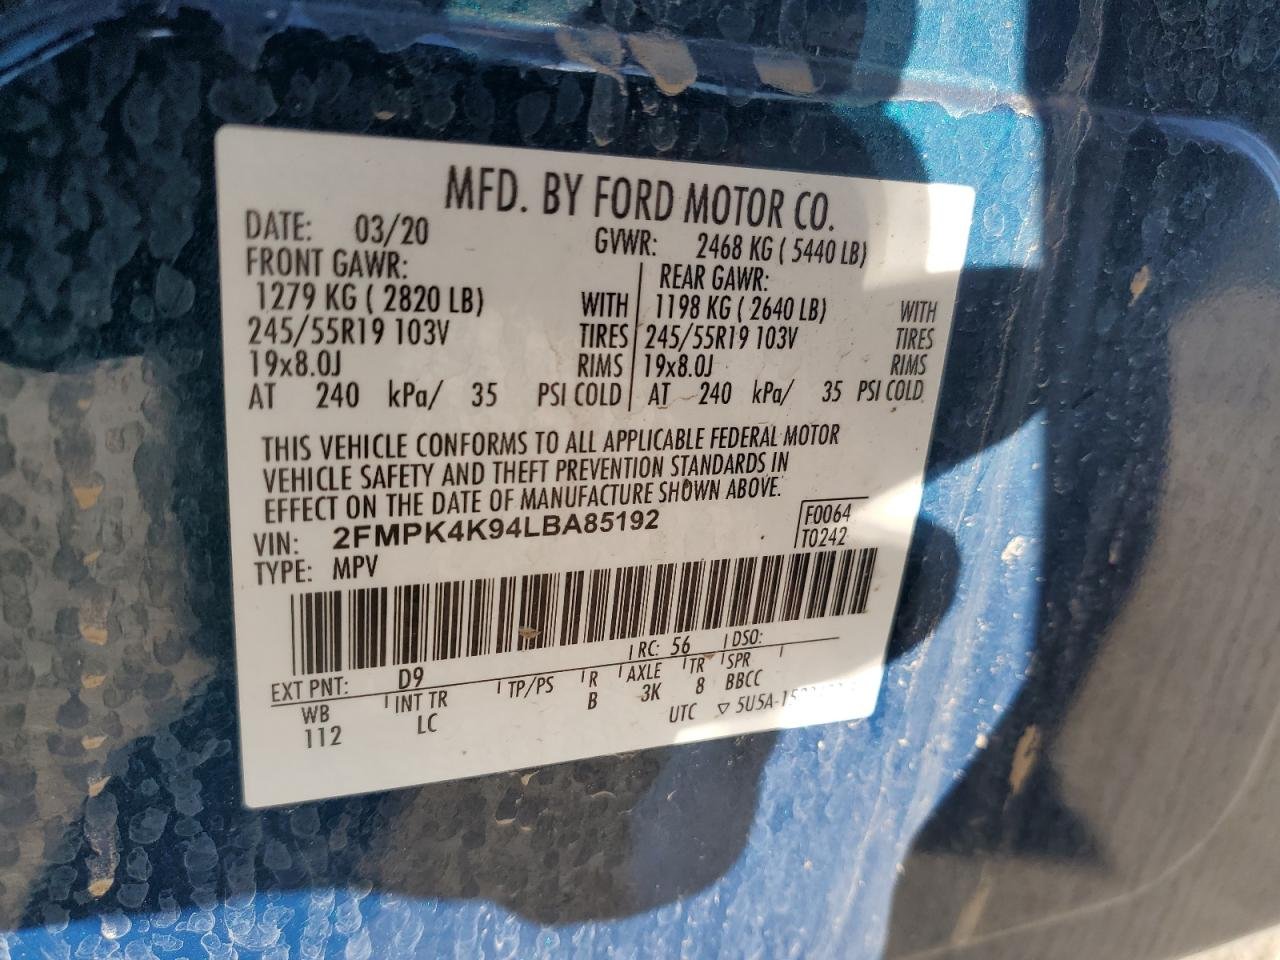 MFD. BY FORD MOTOR CO.
DATE: 03/20 GVWR: 2468 KG ( 5440 LB)
FRONT GAWR: REAR GAWR:
1279 KG ( 2820 LB) WITH 1198 KG ( 2640 LB) WITH
245/55R19 103V TIRES 245/55R19 103V TIRES
19x8.0J RIMS 19x8.0J RIMS
AT 240 kPa/ 35 PSI COLD AT 240 kPa/ 35 PSI COLD
THIS VEHICLE CONFORMS TO ALL APPLICABLE FEDERAL MOTOR
VEHICLE SAFETY AND THEFT PREVENTION STANDARDS IN
EFFECT ON THE DATE OF MANUFACTURE SHOWN ABOVE.
VIN: 2FMPK4K94LBA85192 F0064
TYPE: MPV T0242
EXT PNT: D9 RC: 56 DSO:
WB INT TR TP/PS R AXLE TR SPR
112 LC B 3K 8 BBCC
UTC